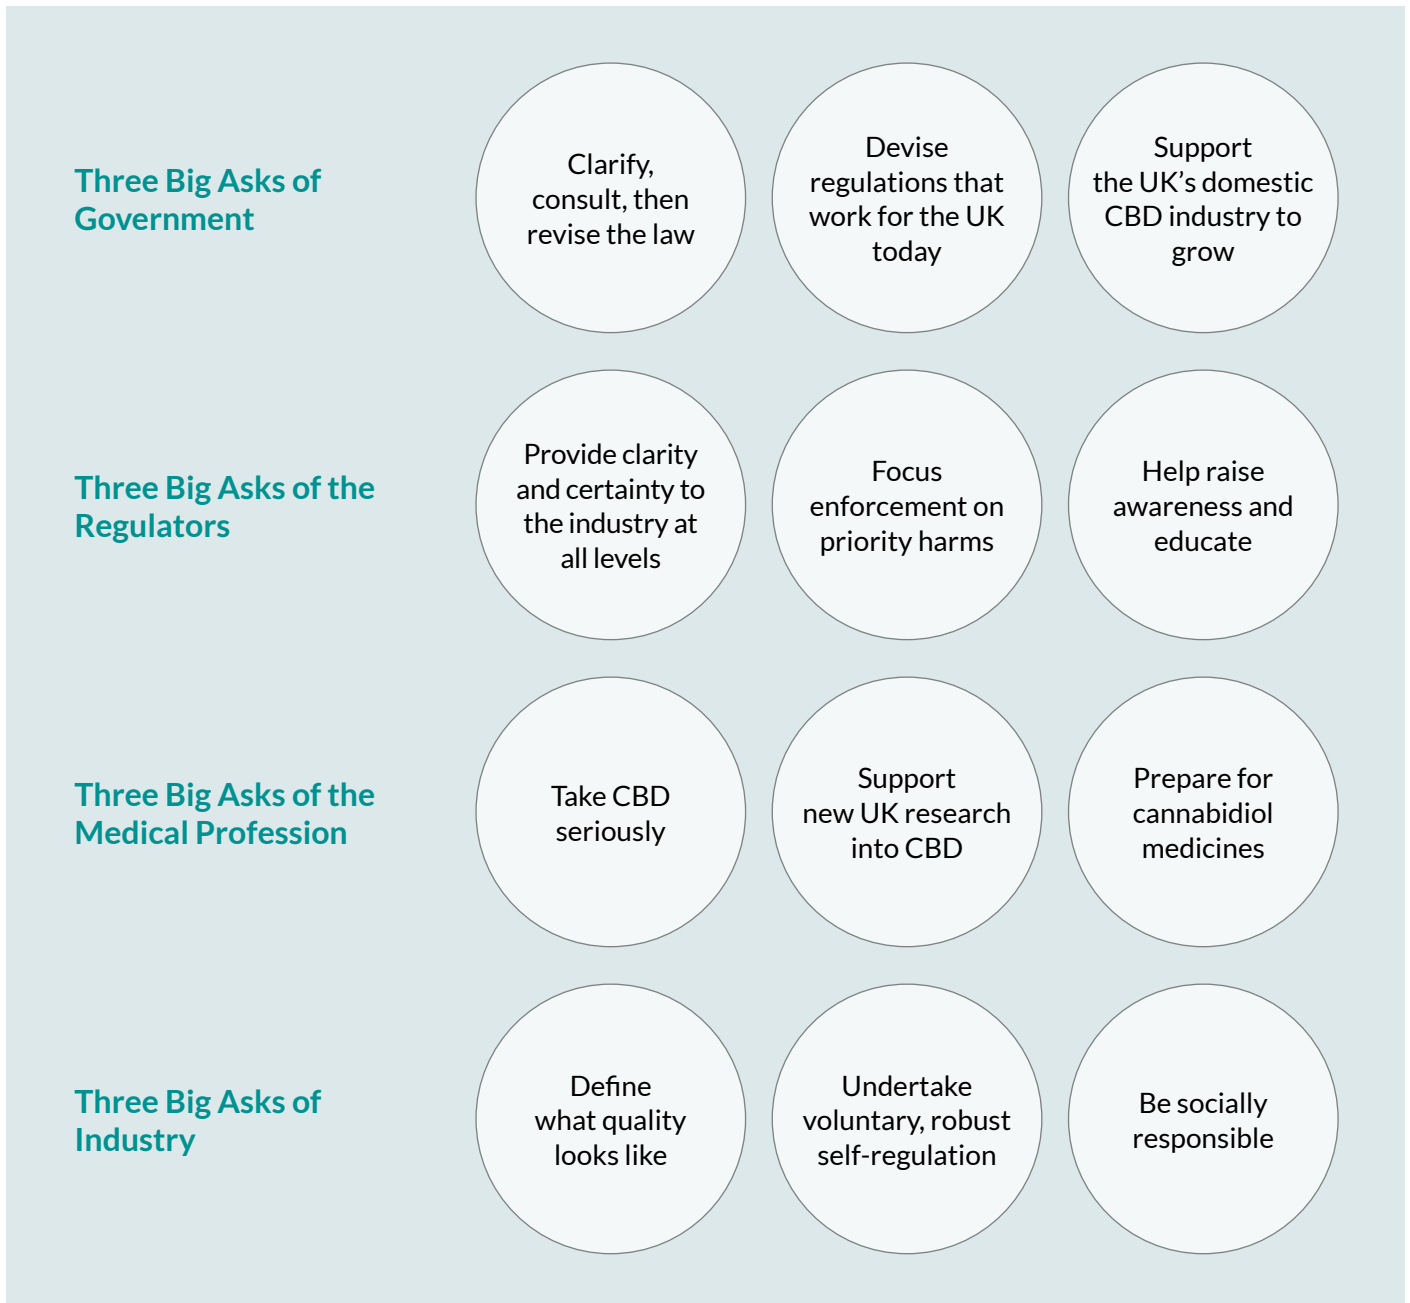 Three Big Asks of
Government
Clarify,
consult, then
revise the law
Devise
regulations that
work for the UK
today
Support
the UK’s domestic
CBD industry to
grow
Three Big Asks of the
Regulators
Provide clarity
and certainty to
the industry at
all levels
Focus
enforcement on
priority harms
Help raise
awareness and
educate
Three Big Asks of the
Medical Profession
Take CBD
seriously
Support
new UK research
into CBD
Prepare for
cannabidiol
medicines
Three Big Asks of
Industry
Define
what quality
looks like
Undertake
voluntary, robust
self-regulation
Be socially
responsible